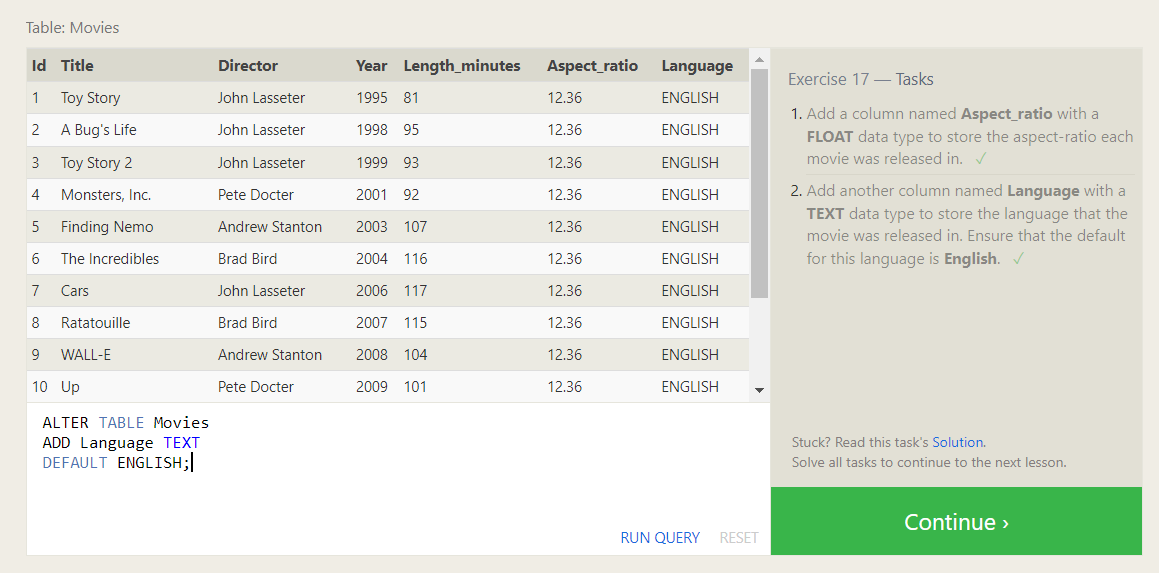 Table: Movies
Id Title Director Year Length_minutes Aspect_ratio Language
1 Toy Story John Lasseter 1995 81 12.36 ENGLISH
2 A Bug's Life John Lasseter 1998 95 12.36 ENGLISH
3 Toy Story 2 John Lasseter 1999 93 12.36 ENGLISH
4 Monsters, Inc. Pete Docter 2001 92 12.36 ENGLISH
5 Finding Nemo Andrew Stanton 2003 107 12.36 ENGLISH
6 The Incredibles Brad Bird 2004 116 12.36 ENGLISH
7 Cars John Lasseter 2006 117 12.36 ENGLISH
8 Ratatouille Brad Bird 2007 115 12.36 ENGLISH
9 WALL-E Andrew Stanton 2008 104 12.36 ENGLISH
10 Up Pete Docter 2009 101 12.36 ENGLISH
ALTER TABLE Movies
ADD Language TEXT
DEFAULT ENGLISH;
RUN QUERY RESET
Exercise 17 — Tasks
1. Add a column named Aspect_ratio with a
FLOAT data type to store the aspect-ratio each
movie was released in. ✓
2. Add another column named Language with a
TEXT data type to store the language that the
movie was released in. Ensure that the default
for this language is English. ✓
Stuck? Read this task's Solution.
Solve all tasks to continue to the next lesson.
Continue ›